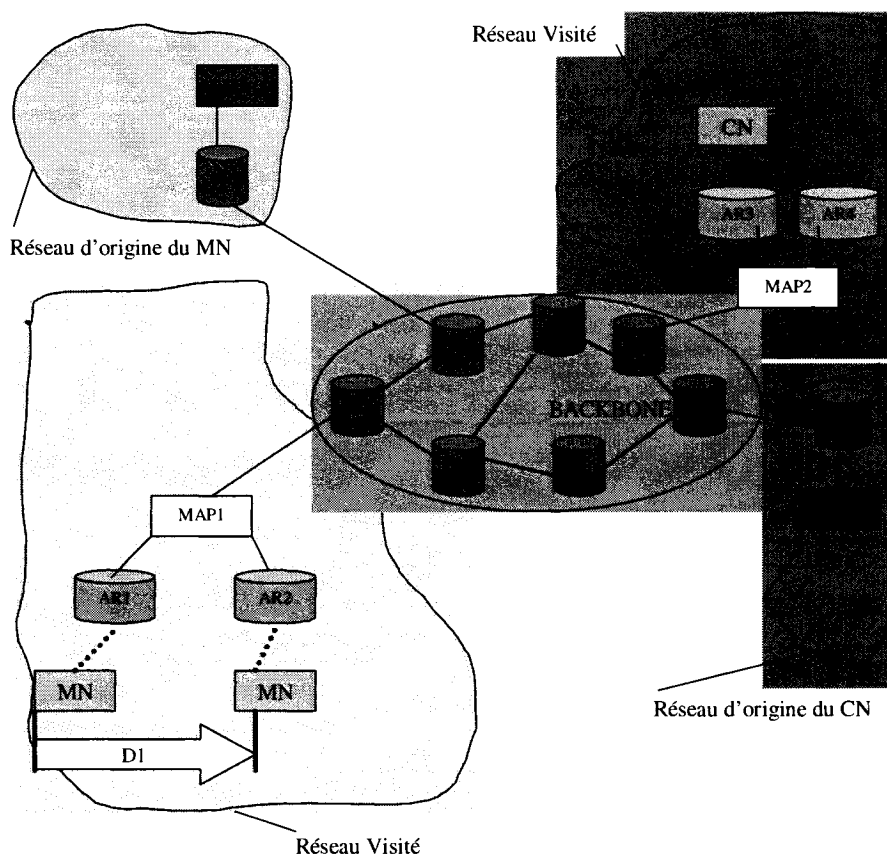 Réseau Visité
CN
AR3
AR4
Réseau d'origine du MN
MAP2
BACKBONE
MAP1
AR1
AR2
MN
MN
D1
Réseau d'origine du CN
Réseau Visité